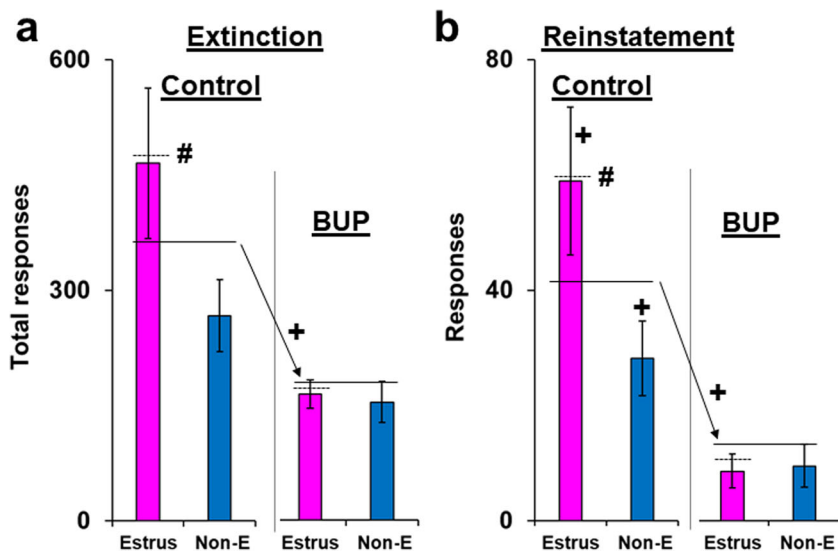 a
Extinction
600
Control
#
BUP
Total responses
300
+
0
Estrus Non-E Estrus Non-E
b
Reinstatement
80
Control
+
#
BUP
Responses
40
+
+
0
Estrus Non-E Estrus Non-E